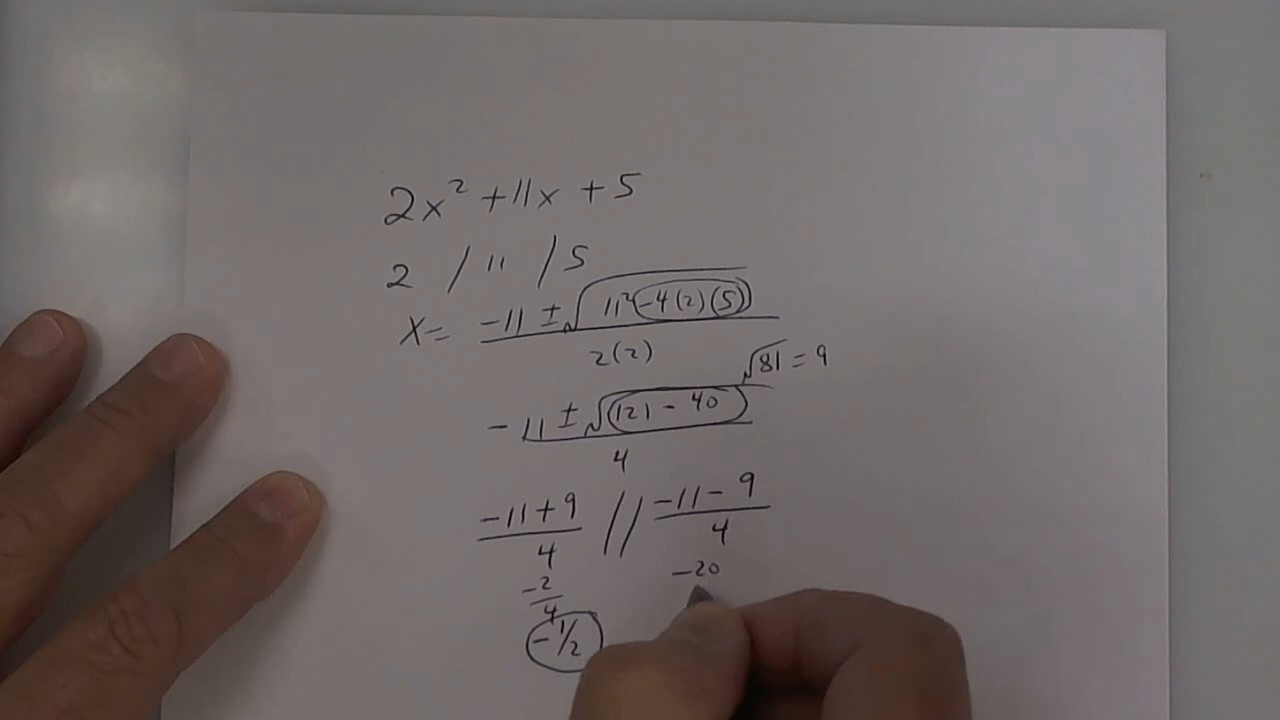 2x² + 11x + 5
2 / 11 / 5
x = -11 ± √(11² - 4(2)(5))
2(2)
√81 = 9
-11 ± √(121 - 40)
4
-11 + 9 // -11 - 9
4 4
-2 -20
4
-1/2